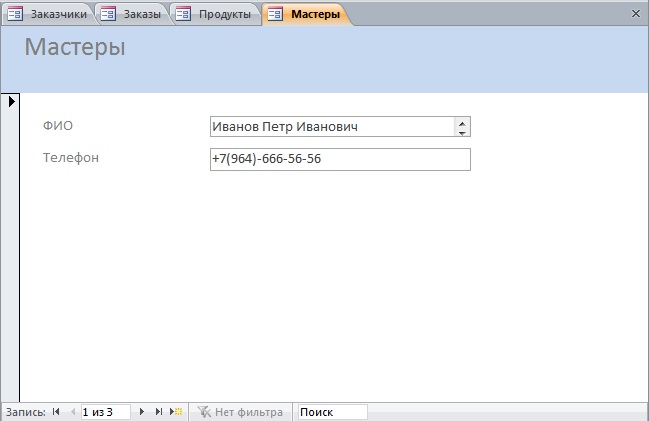 Заказчики Заказы Продукты Мастеры
Мастеры
ФИО Иванов Петр Иванович
Телефон +7(964)-666-56-56
Запись: 1 из 3 Нет фильтра Поиск